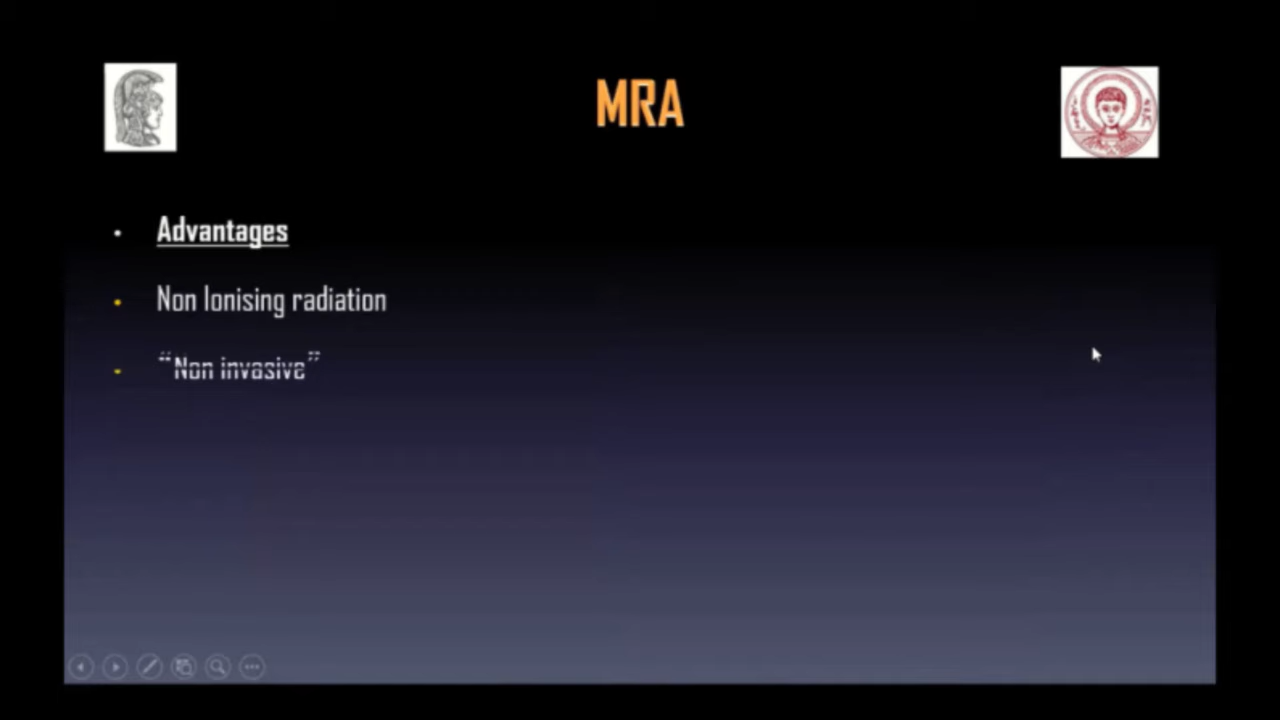 MRA
Advantages
Non Ionising radiation
“Non invasive”